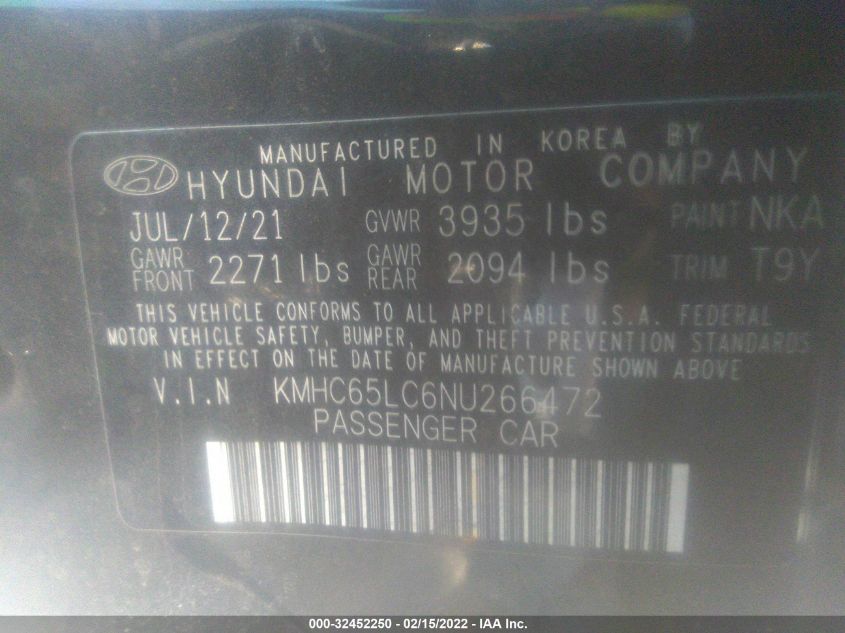 MANUFACTURED IN KOREA BY
HYUNDAI MOTOR COMPANY
JUL/12/21 GVWR 3935 lbs PAINT NKA
GAWR FRONT 2271 lbs GAWR REAR 2094 lbs TRIM T9Y
THIS VEHICLE CONFORMS TO ALL APPLICABLE U.S.A. FEDERAL
MOTOR VEHICLE SAFETY, BUMPER, AND THEFT PREVENTION STANDARDS
IN EFFECT ON THE DATE OF MANUFACTURE SHOWN ABOVE
V.I.N KMHC65LC6NU266472
PASSENGER CAR
000-32452250 - 02/15/2022 - IAA Inc.